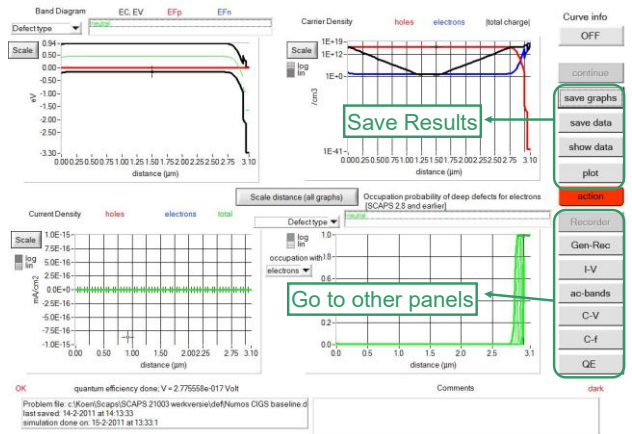 Band Diagram EC, EV EFp EFn
Defect type neutral
Scale
0.94
0.50
0.00
-0.50
-1.00
-1.50
-2.00
-2.50
-3.30
eV
0.00 0.25 0.50 0.75 1.00 1.25 1.50 1.75 2.00 2.25 2.50 2.75 3.10
distance (µm)
Carrier Density holes electrons |total charge|
Scale
log
lin
1E+19
1E+12
1E+0
1E-41
/cm3
0.00 0.25 0.50 0.75 1.00 1.25 1.50 1.75 2.00 2.25 2.50 2.75 3.10
distance (µm)
Curve info
OFF
continue
save graphs
save data
show data
plot
action
Save Results
Scale distance (all graphs)
Occupation probability of deep defects for electrons
[SCAPS 2.8 and earlier]
Current Density holes electrons total
Scale
log
lin
1.0E-15
7.5E-16
5.0E-16
2.5E-16
0.0E+0
-2.5E-16
-5.0E-16
-7.5E-16
-1.0E-15
mA/cm2
0.00 0.25 0.50 0.75 1.00 1.25 1.50 1.75 2.00 2.25 2.50 3.10
distance (µm)
Defect type neutral
log
lin
occupation with
electrons
1.0
0.8
0.6
0.2
0.0
0.0 0.5 1.0 1.5 2.0 2.5 3.1
distance (µm)
Go to other panels
Recorder
Gen-Rec
I-V
ac-bands
C-V
C-f
QE
OK quantum efficiency done; V = 2.775558e-017 Volt Comments dark
Problem file: c:\Koen\Scaps\SCAPS 21003 werkversie\def\Numos CIGS baseline.d
last saved: 14-2-2011 at 14:13:33
simulation done on: 15-2-2011 at 13:33:1